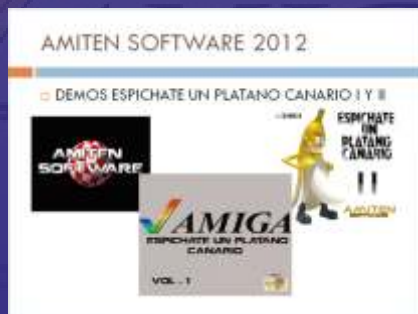 AMITEN SOFTWARE 2012
DEMOS ESPICHATE UN PLATANO CANARIO I Y II
AMITEN
SOFTWARE
ESPICHATE
UN
PLATANO
CANARIO
II
AMITEN
AMIGA
ESPICHATE UN PLATANO
CANARIO
VOL - 1